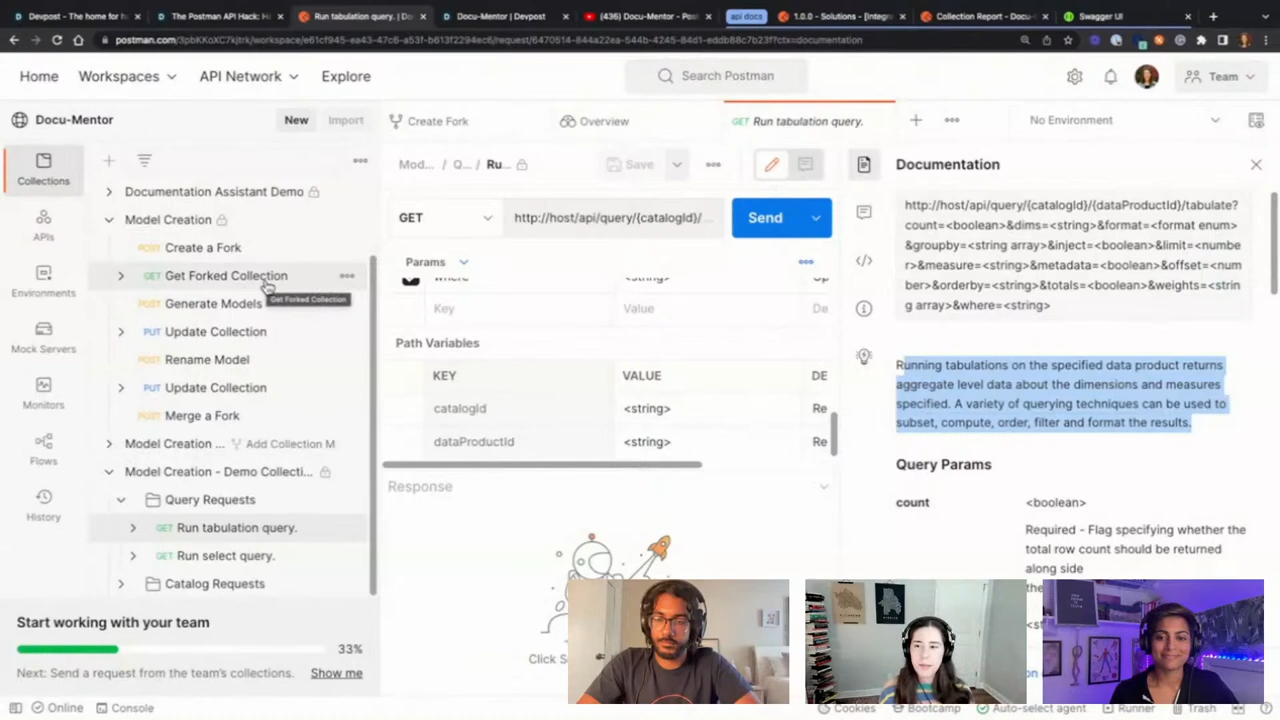 Devpost - The home for h
The Postman API Hack: H
Run tabulation query. | Do
Docu-Mentor | Devpost
(436) Docu-Mentor - Post
api docs
1.0.0 - Solutions - [Integra
Collection Report - Docu-
Swagger UI
postman.com/3pbKKoXC7kjtrk/workspace/e61cf945-ea43-47c6-a53f-b613f2294ec6/request/6470514-844a22ea-544b-4245-84d1-eddb88c7b23f?ctx=documentation
Home
Workspaces
API Network
Explore
Search Postman
Team
Docu-Mentor
New
Import
Create Fork
Overview
GET Run tabulation query.
No Environment
Collections
APIs
Environments
Mock Servers
Monitors
Flows
History
Documentation Assistant Demo
Model Creation
POST Create a Fork
GET Get Forked Collection
Get Forked Collection
POST Generate Models
PUT Update Collection
POST Rename Model
PUT Update Collection
POST Merge a Fork
Model Creation ... Add Collection M
Model Creation - Demo Collecti...
Query Requests
GET Run tabulation query.
GET Run select query.
Catalog Requests
Start working with your team
33%
Next: Send a request from the team's collections. Show me
Mod... / Q... / Ru...
Save
GET
http://host/api/query/{catalogId}/ ...
Send
Params
where <string> Op
Key Value De
Path Variables
KEY VALUE DE
catalogId <string> Re
dataProductId <string> Re
Response
Click S
Documentation
http://host/api/query/{catalogId}/{dataProductId}/tabulate?
count=<boolean>&dims=<string>&format=<format enum>
&groupby=<string array>&inject=<boolean>&limit=<numbe
r>&measure=<string>&metadata=<boolean>&offset=<num
ber>&orderby=<string>&totals=<boolean>&weights=<strin
g array>&where=<string>
Running tabulations on the specified data product returns
aggregate level data about the dimensions and measures
specified. A variety of querying techniques can be used to
subset, compute, order, filter and format the results.
Query Params
count <boolean>
Required - Flag specifying whether the
total row count should be returned
along side
the
Online
Console
Cookies
Bootcamp
Auto-select agent
Runner
Trash